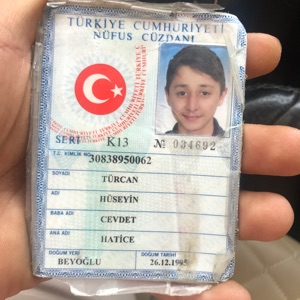 TÜRKİYE CUMHURİYETİ
NÜFUS CÜZDANI
SERİ K13 № 034692
T.C. KİMLİK NO 30838950062
SOYADI
TÜRCAN
ADI
HÜSEYİN
BABA ADI
CEVDET
ANA ADI
HATİCE
DOĞUM YERİ DOĞUM TARİHİ
BEYOĞLU 26.12.1995